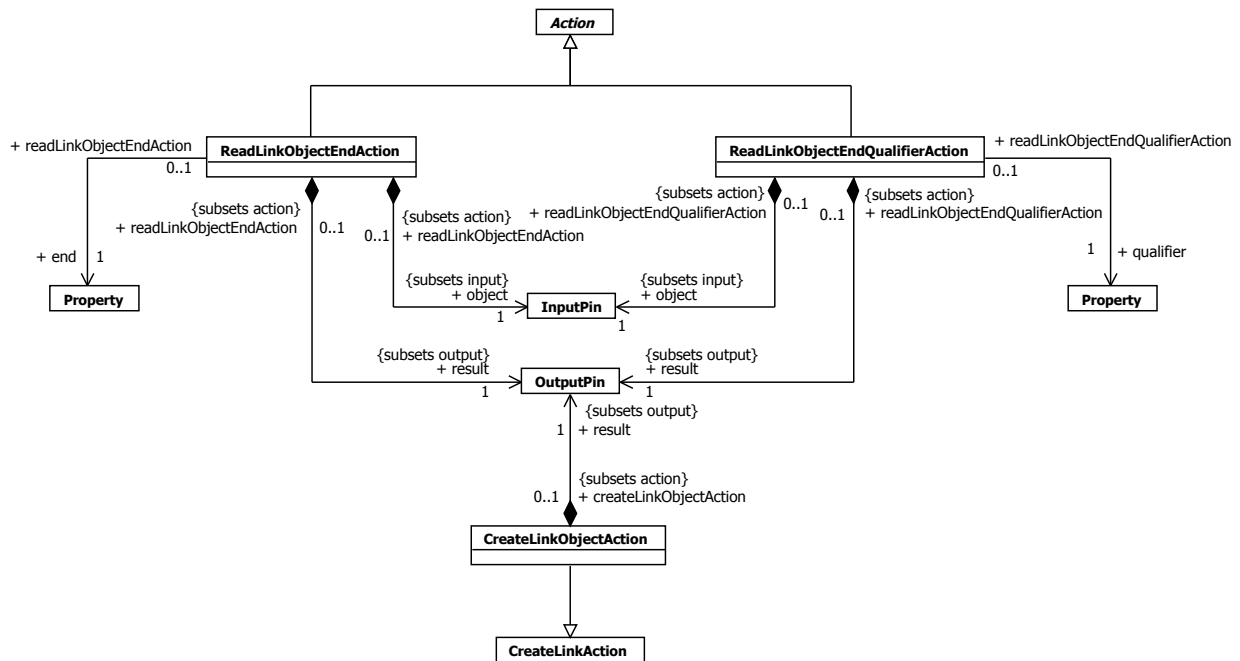 Action
ReadLinkObjectEndAction
ReadLinkObjectEndQualifierAction
+ readLinkObjectEndAction
0..1
+ readLinkObjectEndQualifierAction
0..1
{subsets action}
+ readLinkObjectEndAction
0..1
{subsets action}
+ readLinkObjectEndAction
0..1
{subsets action}
+ readLinkObjectEndQualifierAction
0..1
{subsets action}
+ readLinkObjectEndQualifierAction
0..1
+ end
1
1
+ qualifier
Property
{subsets input}
+ object
1
InputPin
{subsets input}
+ object
1
Property
{subsets output}
+ result
1
OutputPin
{subsets output}
+ result
1
{subsets output}
+ result
1
{subsets action}
+ createLinkObjectAction
0..1
CreateLinkObjectAction
CreateLinkAction